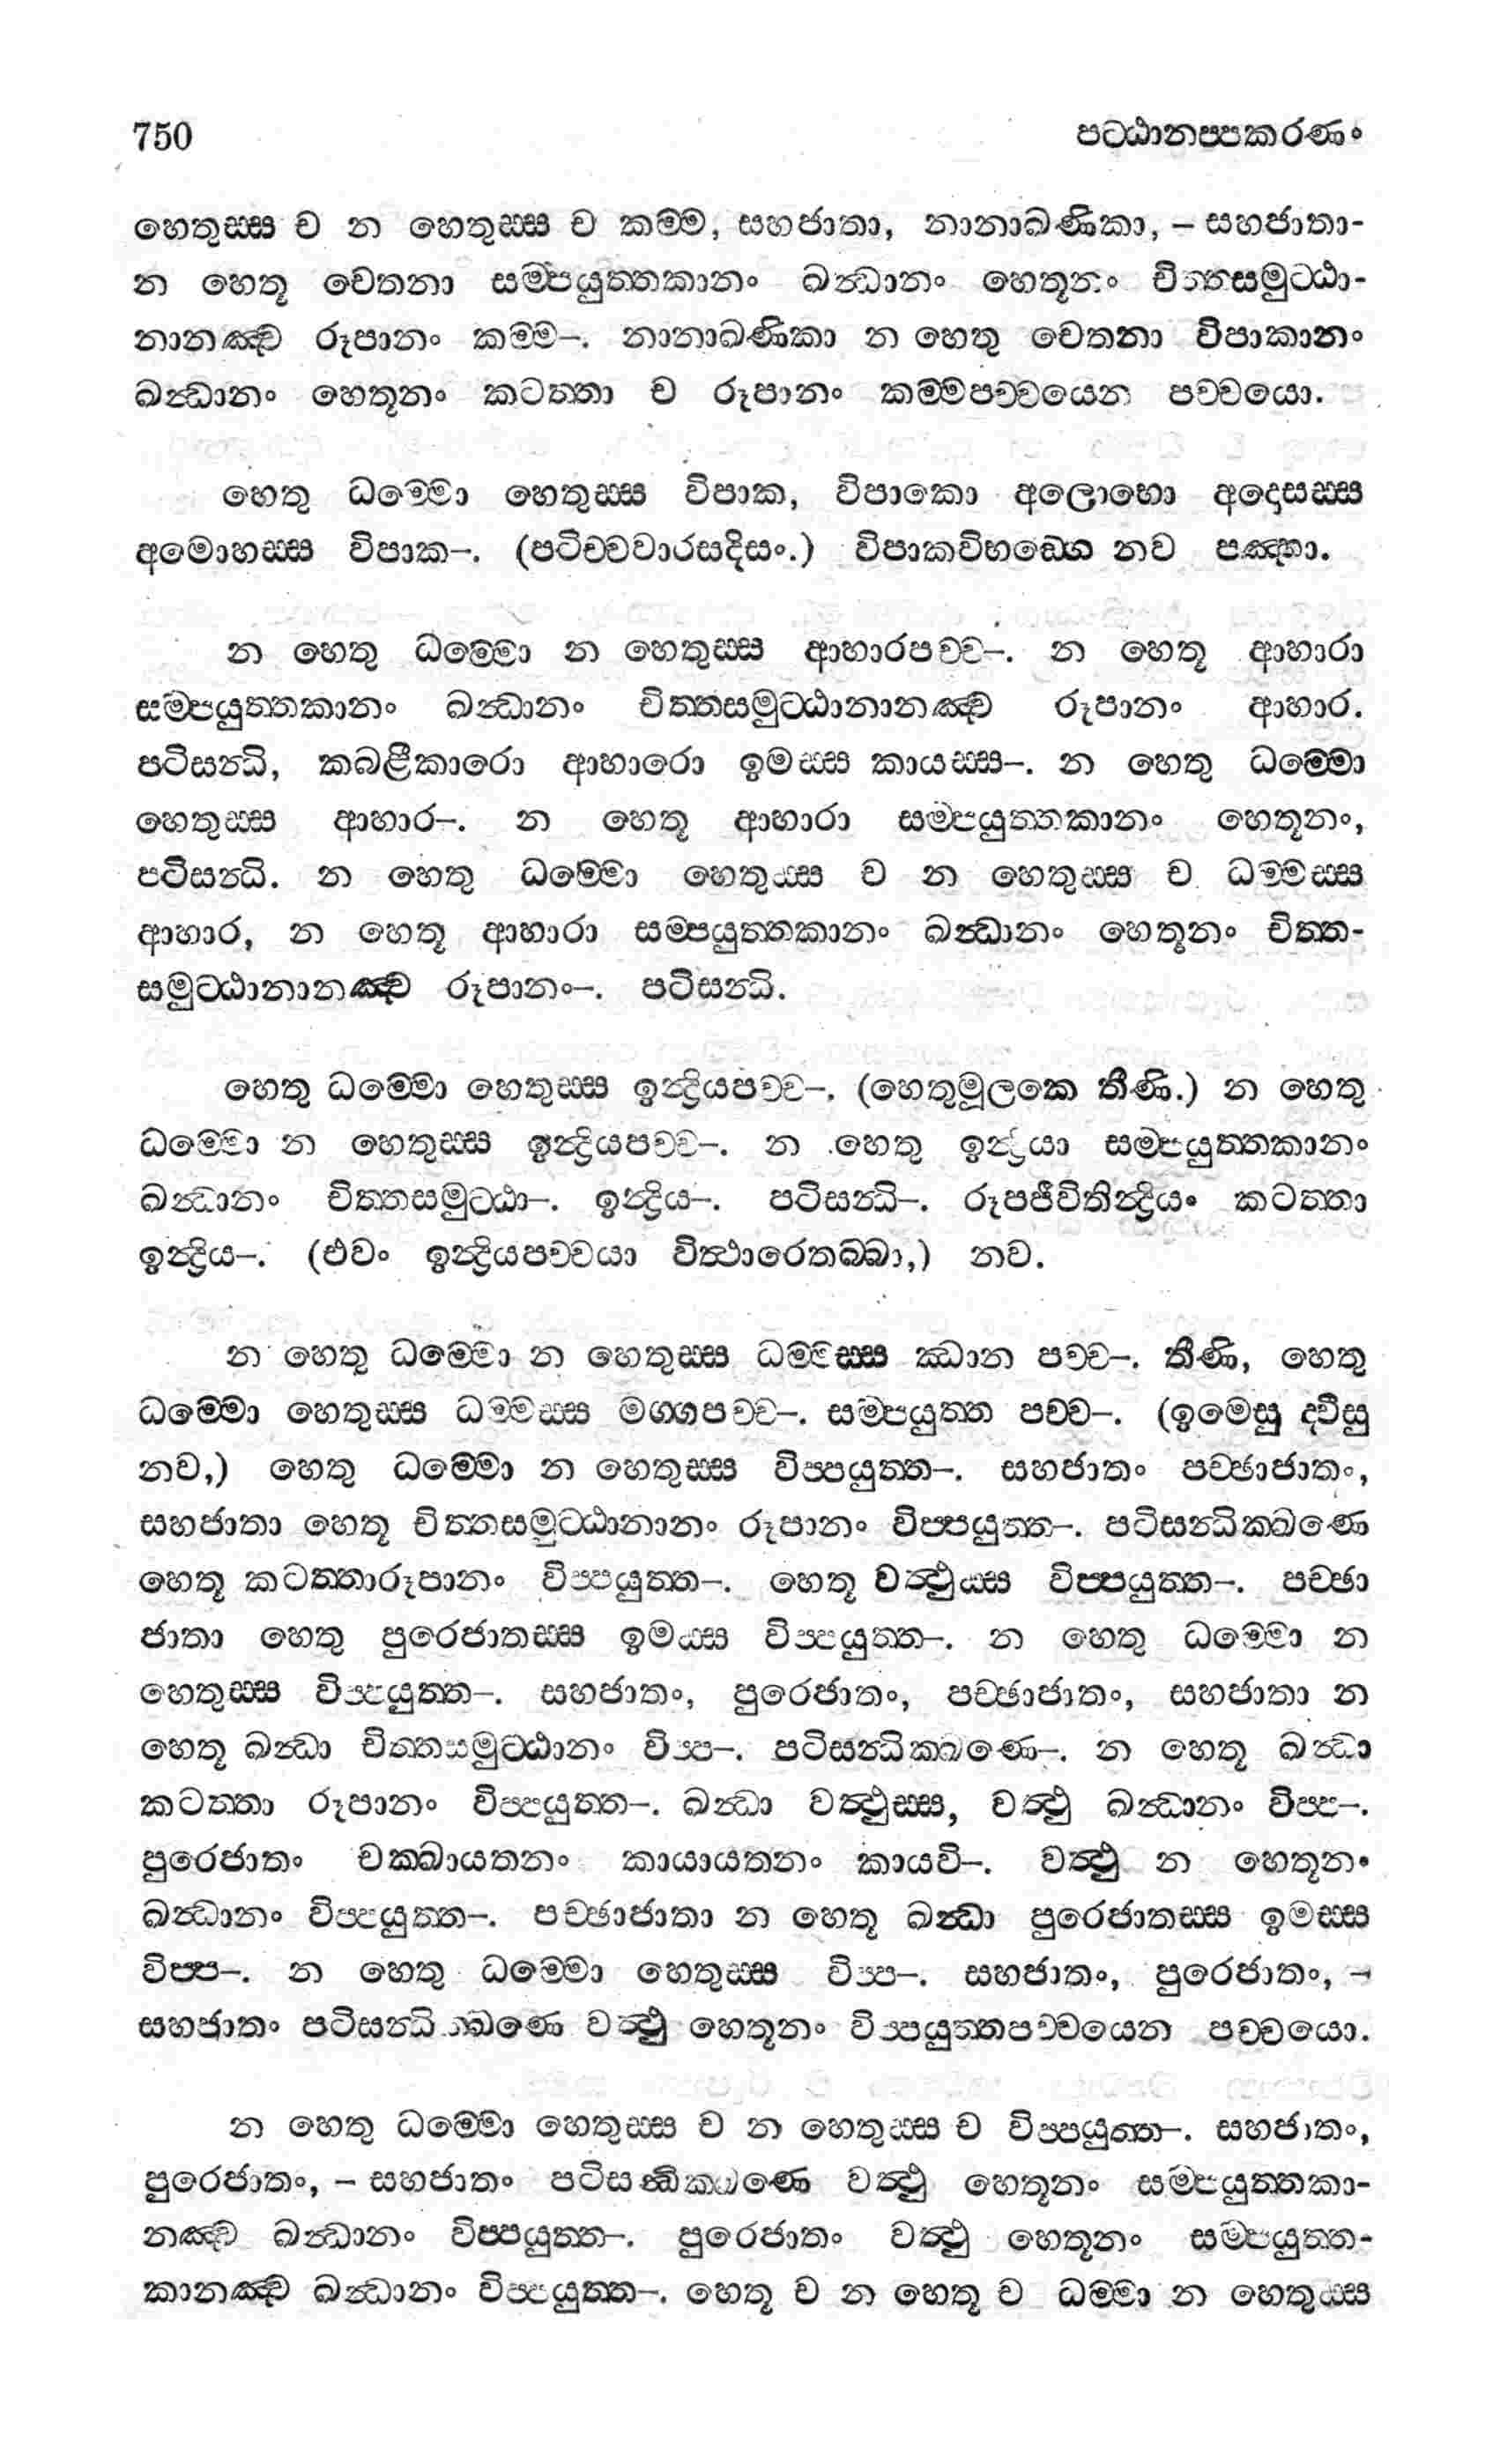 750 පට්ඨානප්පකරණං
හෙතුස්ස ච න හෙතුස්ස ච කම්ම, සහජාතා, නානාඛණිකා, – සහජාතා-
න හෙතූ චෙතනා සම්පයුත්තකානං ඛන්ධානං හෙතූනං චිත්තසමුට්ඨා-
නානඤ්ච රූපානං කම්ම–. නානාඛණිකා න හෙතු චෙතනා විපාකානං
ඛන්ධානං හෙතූනං කටත්තා ච රූපානං කම්මපච්චයෙන පච්චයො.
හෙතු ධම්මො හෙතුස්ස විපාක, විපාකො අලොභො අදොසස්ස
අමොහස්ස විපාක–. (පටිච්චවාරසදිසං.) විපාකවිභඞ්ගෙ නව පඤ්හා.
න හෙතු ධම්මො න හෙතුස්ස ආහාරපච්ච–. න හෙතූ ආහාරා
සම්පයුත්තකානං ඛන්ධානං චිත්තසමුට්ඨානානඤ්ච රූපානං ආහාර.
පටිසන්ධි, කබළීකාරො ආහාරො ඉමස්ස කායස්ස–. න හෙතු ධම්මො
හෙතුස්ස ආහාර–. න හෙතූ ආහාරා සම්පයුත්තකානං හෙතූනං,
පටිසන්ධි. න හෙතු ධම්මො හෙතුස්ස ච න හෙතුස්ස ච ධම්මස්ස
ආහාර, න හෙතූ ආහාරා සම්පයුත්තකානං ඛන්ධානං හෙතූනං චිත්ත-
සමුට්ඨානානඤ්ච රූපානං–. පටිසන්ධි.
හෙතු ධම්මො හෙතුස්ස ඉන්ද්‍රියපච්ච–. (හෙතුමූලකෙ තීණි.) න හෙතු
ධම්මො න හෙතුස්ස ඉන්ද්‍රියපච්ච–. න හෙතු ඉන්ද්‍රියා සම්පයුත්තකානං
ඛන්ධානං චිත්තසමුට්ඨා–. ඉන්ද්‍රිය–. පටිසන්ධි–. රූපජීවිතින්ද්‍රියං කටත්තා
ඉන්ද්‍රිය–. (එවං ඉන්ද්‍රියපච්චයා විත්ථාරෙතබ්බා,) නව.
න හෙතු ධම්මො න හෙතුස්ස ධම්මස්ස ඣාන පච්ච–. තීණි, හෙතු
ධම්මො හෙතුස්ස ධම්මස්ස මග්ගපච්ච–. සම්පයුත්ත පච්ච–. (ඉමෙසු ද්වීසු
නව,) හෙතු ධම්මො න හෙතුස්ස විප්පයුත්ත–. සහජාතං පච්ඡාජාතං,
සහජාතා හෙතූ චිත්තසමුට්ඨානානං රූපානං විප්පයුත්ත–. පටිසන්ධික්ඛණෙ
හෙතූ කටත්තාරූපානං විප්පයුත්ත–. හෙතූ වත්ථුස්ස විප්පයුත්ත–. පච්ඡා
ජාතා හෙතු පුරෙජාතස්ස ඉමස්ස විප්පයුත්ත–. න හෙතු ධම්මො න
හෙතුස්ස විප්පයුත්ත–. සහජාතං, පුරෙජාතං, පච්ඡාජාතං, සහජාතා න
හෙතූ ඛන්ධා චිත්තසමුට්ඨානං විප්ප–. පටිසන්ධික්ඛණෙ–. න හෙතූ ඛන්ධා
කටත්තා රූපානං විප්පයුත්ත–. ඛන්ධා වත්ථුස්ස, වත්ථු ඛන්ධානං විප්ප–.
පුරෙජාතං චක්ඛායතනං කායායතනං කායවි–. වත්ථු න හෙතූනං
ඛන්ධානං විප්පයුත්ත–. පච්ඡාජාතා න හෙතූ ඛන්ධා පුරෙජාතස්ස ඉමස්ස
විප්ප–. න හෙතු ධම්මො හෙතුස්ස විප්ප–. සහජාතං, පුරෙජාතං, –
සහජාතං පටිසන්ධික්ඛණෙ වත්ථු හෙතූනං විප්පයුත්තපච්චයෙන පච්චයො.
න හෙතු ධම්මො හෙතුස්ස ච න හෙතුස්ස ච විප්පයුත්ත–. සහජාතං,
පුරෙජාතං, – සහජාතං පටිසන්ධික්ඛණෙ වත්ථු හෙතූනං සම්පයුත්තකා-
නඤ්ච ඛන්ධානං විප්පයුත්ත–. පුරෙජාතං වත්ථු හෙතූනං සම්පයුත්ත-
කානඤ්ච ඛන්ධානං විප්පයුත්ත–. හෙතූ ච න හෙතූ ච ධම්මා න හෙතුස්ස